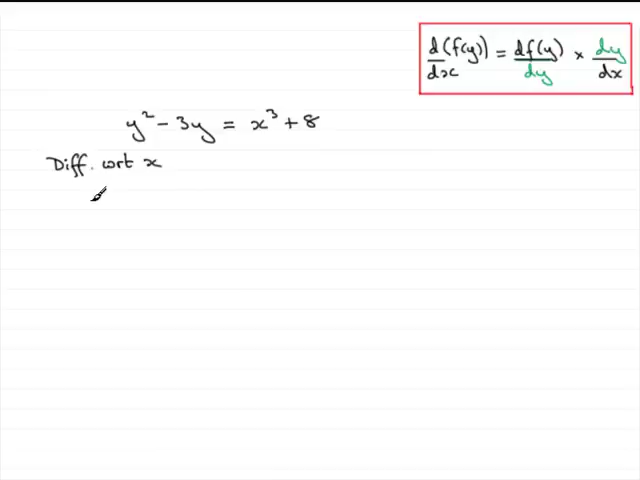 d/dx (f(y)) = df(y)/dy × dy/dx
y² - 3y = x³ + 8
Diff. wrt x